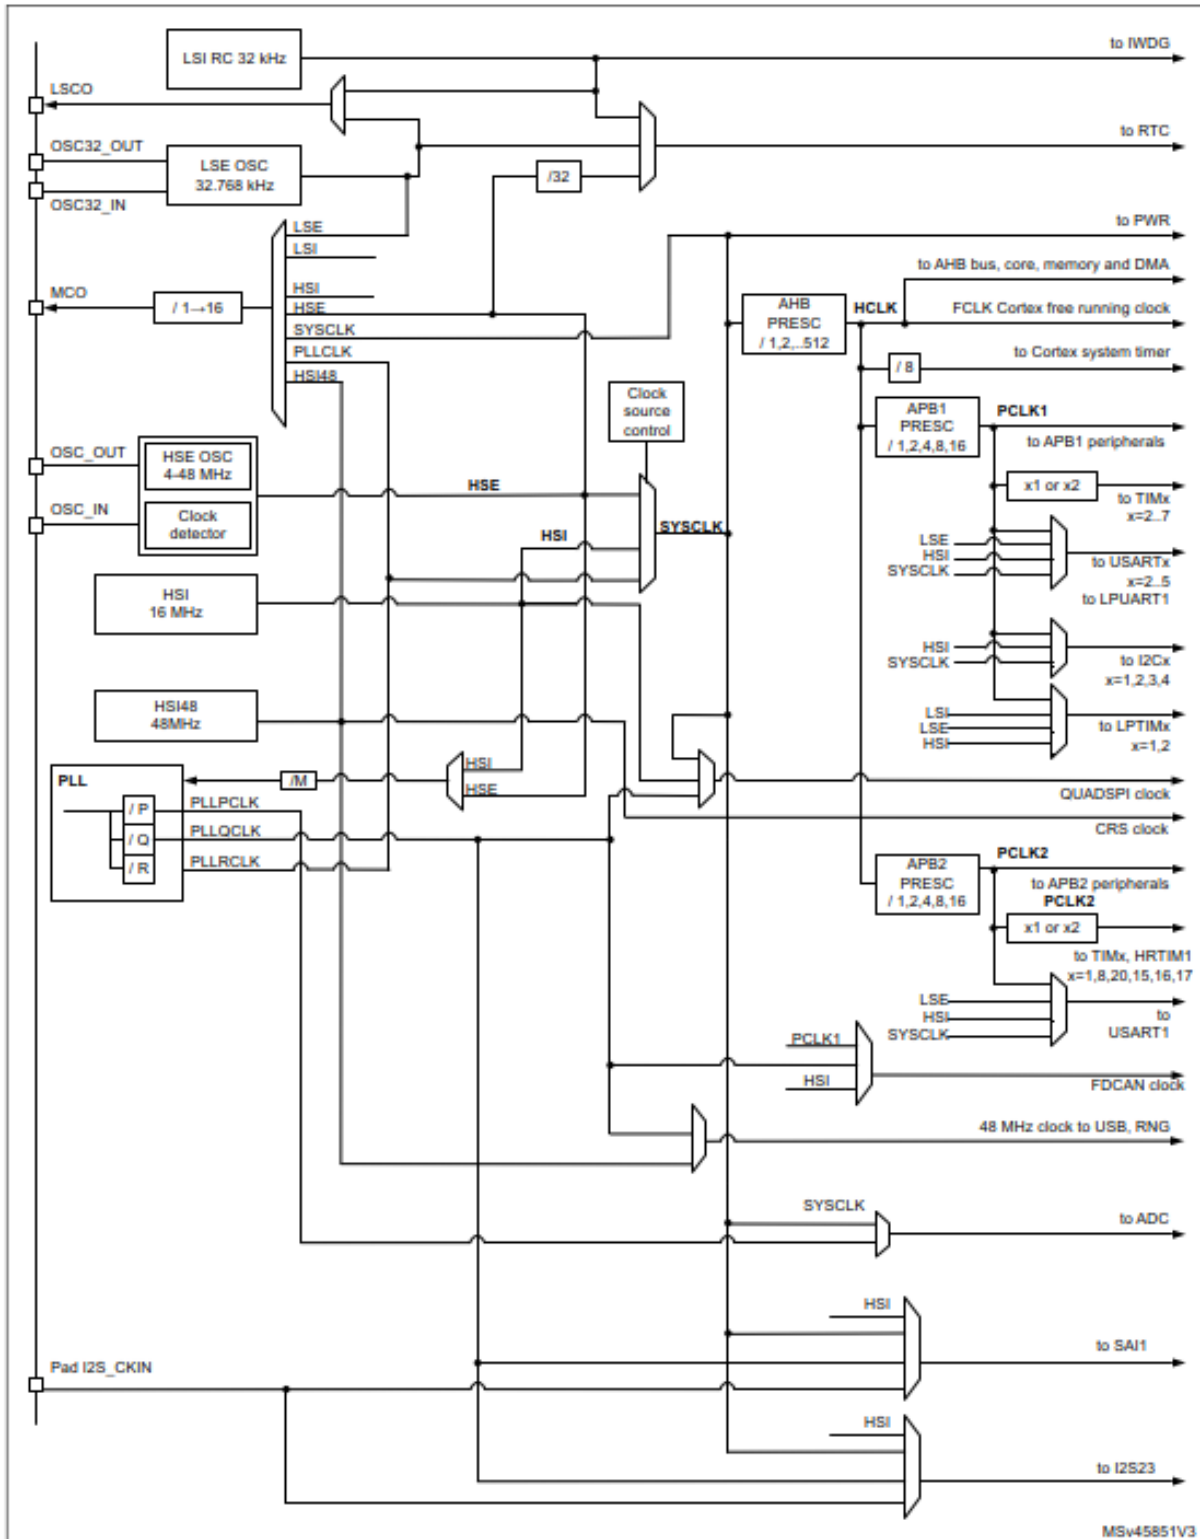 LSI RC 32 kHz
to IWDG
LSCO
OSC32_OUT
to RTC
LSE OSC
32.768 kHz
/32
OSC32_IN
to PWR
LSE
LSI
to AHB bus, core, memory and DMA
MCO
/ 1→16
HSI
HSE
SYSCLK
PLLCLK
HSI48
AHB
PRESC
/ 1,2,..512
HCLK
FCLK Cortex free running clock
to Cortex system timer
/ 8
Clock
source
control
APB1
PRESC
/ 1,2,4,8,16
PCLK1
to APB1 peripherals
OSC_OUT
HSE OSC
4-48 MHz
HSE
x1 or x2
to TIMx
x=2..7
OSC_IN
Clock
detector
HSI
SYSCLK
LSE
HSI
SYSCLK
to USARTx
x=2..5
to LPUART1
HSI
16 MHz
HSI
SYSCLK
to I2Cx
x=1,2,3,4
HSI48
48MHz
LSI
LSE
HSI
to LPTIMx
x=1,2
PLL
/M
HSI
HSE
QUADSPI clock
CRS clock
/ P
PLLPCLK
/ Q
PLLQCLK
/ R
PLLRCLK
APB2
PRESC
/ 1,2,4,8,16
PCLK2
to APB2 peripherals
PCLK2
x1 or x2
to TIMx, HRTIM1
x=1,8,20,15,16,17
LSE
HSI
SYSCLK
to
USART1
PCLK1
HSI
FDCAN clock
48 MHz clock to USB, RNG
SYSCLK
to ADC
HSI
to SAI1
Pad I2S_CKIN
HSI
to I2S23
MSv45851V3